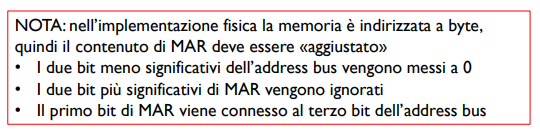 NOTA: nell'implementazione fisica la memoria è indirizzata a byte,
quindi il contenuto di MAR deve essere «aggiustato»
• I due bit meno significativi dell'address bus vengono messi a 0
• I due bit più significativi di MAR vengono ignorati
• Il primo bit di MAR viene connesso al terzo bit dell'address bus